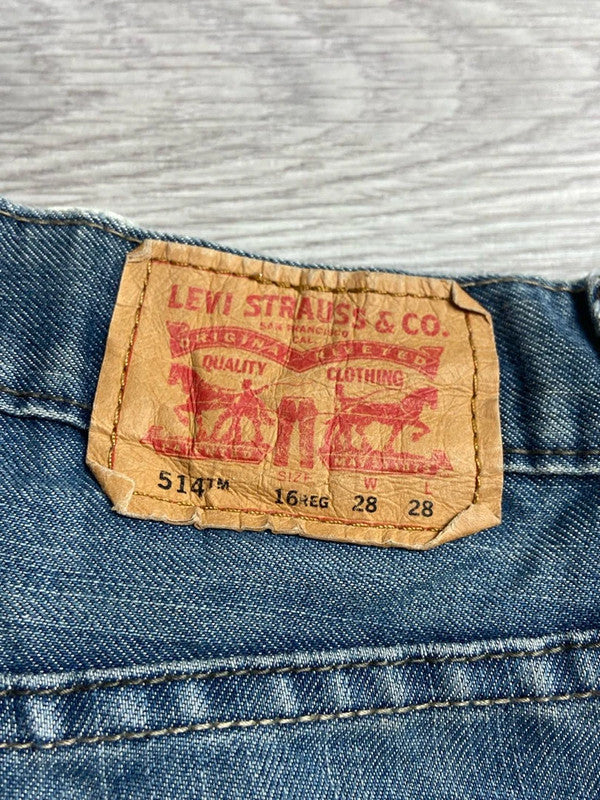 LEVI STRAUSS & CO.
SAN FRANCISCO
CAL
ORIGINAL RIVETED
QUALITY CLOTHING
SIZE W L
514™ 16REG 28 28